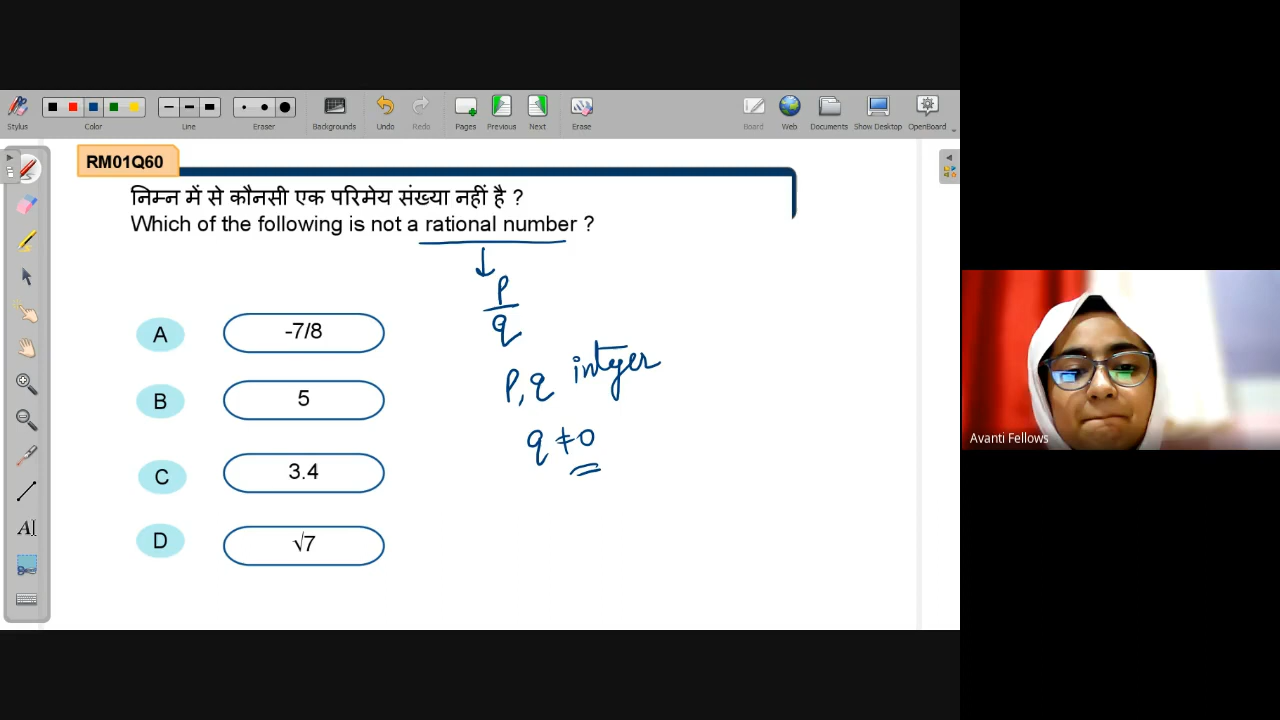 Stylus
Color
Line
Eraser
Backgrounds
Undo
Redo
Pages
Previous
Next
Erase
Board
Web
Documents
Show Desktop
OpenBoard
RM01Q60
निम्न में से कौनसी एक परिमेय संख्या नहीं है ?
Which of the following is not a rational number ?
p
q
p, q integer
q ≠ 0
A -7/8
B 5
C 3.4
D √7
Avanti Fellows